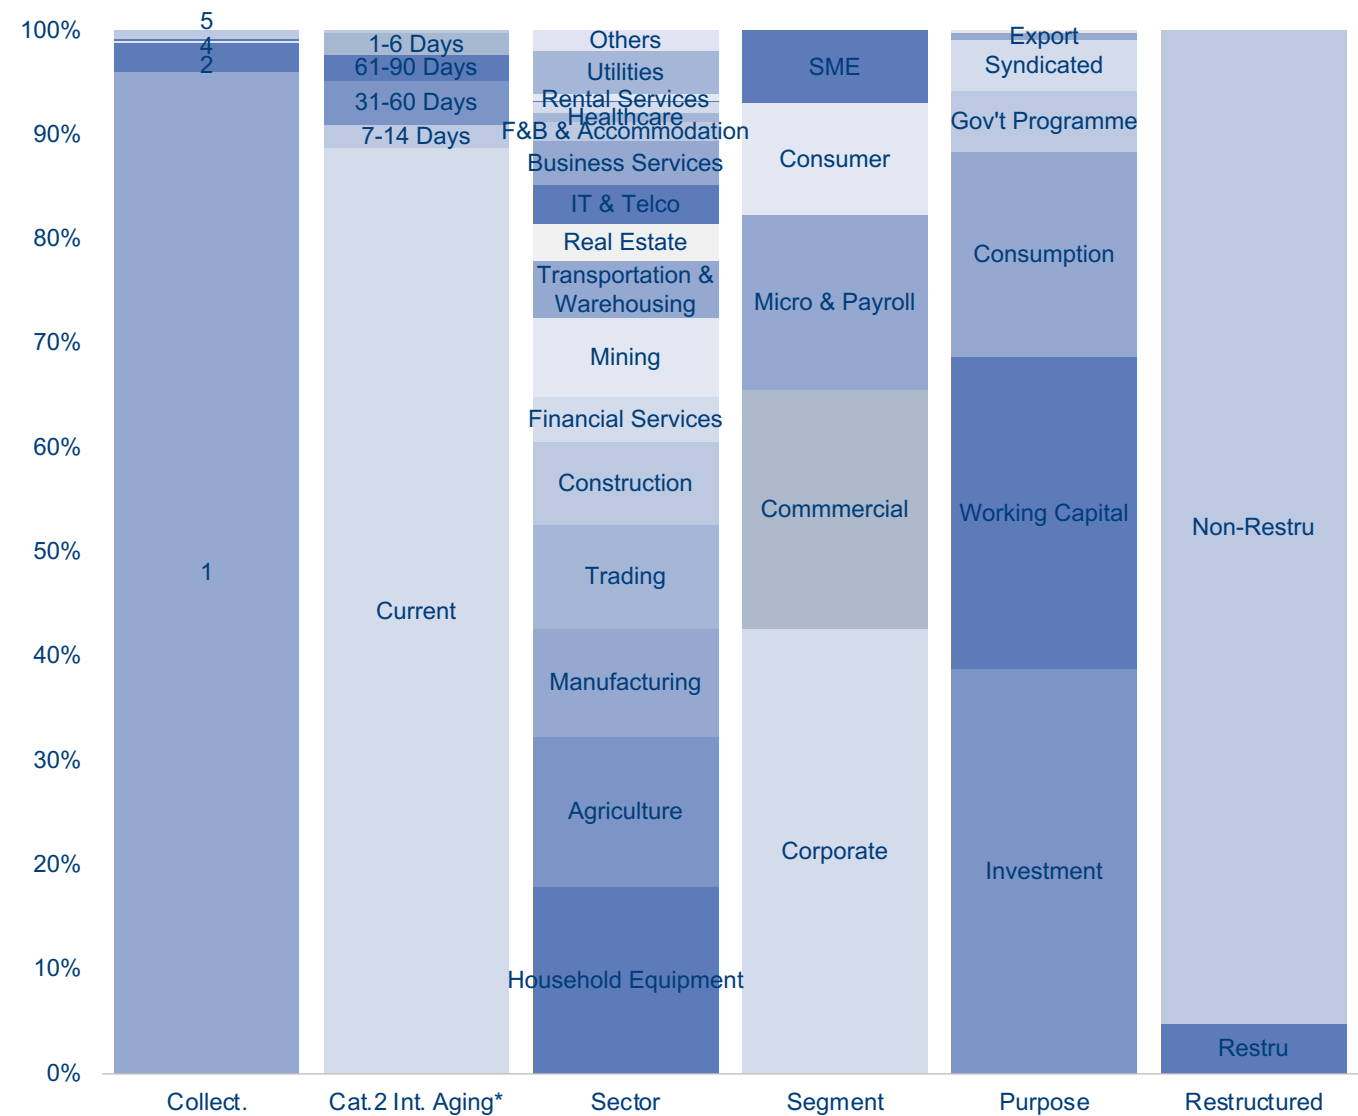 100%
90%
80%
70%
60%
50%
40%
30%
20%
10%
0%
5
4
2
1
1-6 Days
61-90 Days
31-60 Days
7-14 Days
Current
Others
Utilities
Rental Services
Healthcare
F&B & Accommodation
Business Services
IT & Telco
Real Estate
Transportation &
Warehousing
Mining
Financial Services
Construction
Trading
Manufacturing
Agriculture
Household Equipment
SME
Consumer
Micro & Payroll
Commmercial
Corporate
Export
Syndicated
Gov't Programme
Consumption
Working Capital
Investment
Non-Restru
Restru
Collect.
Cat.2 Int. Aging*
Sector
Segment
Purpose
Restructured